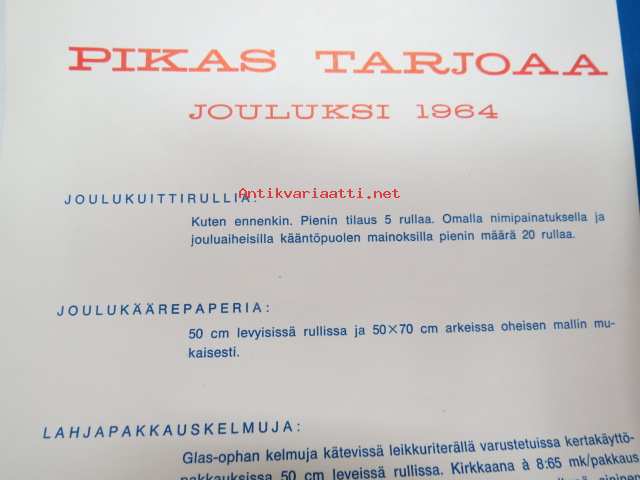 PIKAS TARJOAA
JOULUKSI 1964
Antikvariaatti.net
JOULUKUITTIRULLIA:
Kuten ennenkin. Pienin tilaus 5 rullaa. Omalla nimipainatuksella ja
jouluaiheisilla kääntöpuolen mainoksilla pienin määrä 20 rullaa.
JOULUKÄÄREPAPERIA:
50 cm levyisissä rullissa ja 50×70 cm arkeissa oheisen mallin mu-
kaisesti.
LAHJAPAKKAUSKELMUJA:
Glas-ophan kelmuja kätevissä leikkuriterällä varustetuissa kertakäyttö-
pakkauksissa 50 cm leveissä rullissa. Kirkkaana à 8:65 mk/pakkaus